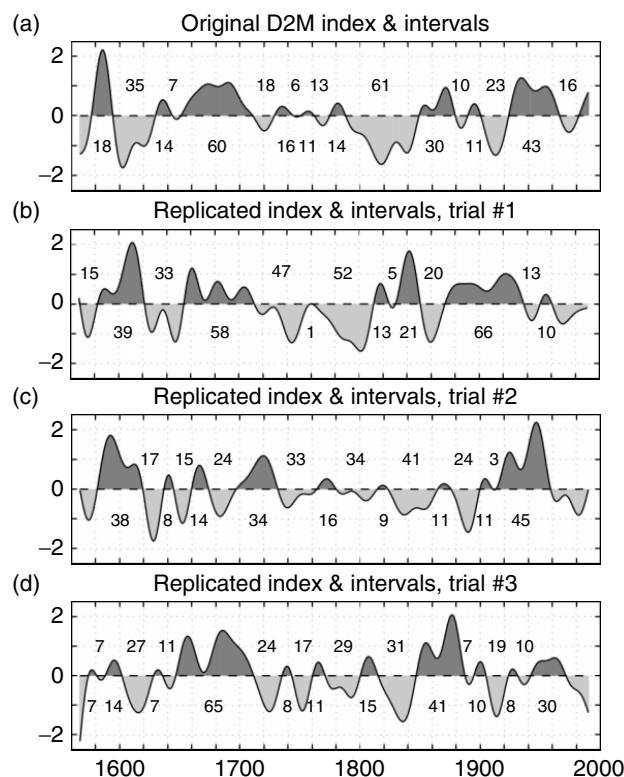 (a) Original D2M index & intervals
2
35 7 18 6 13 61 10 23 16
0
18 14 60 16 11 14 30 11 43
−2
(b) Replicated index & intervals, trial #1
2
15 33 47 52 5 20 13
0
39 58 1 13 21 66 10
−2
(c) Replicated index & intervals, trial #2
2
17 15 24 33 34 41 24 3
0
38 8 14 34 16 9 11 11 45
−2
(d) Replicated index & intervals, trial #3
2
7 27 11 24 17 29 31 7 19 10
0
7 14 7 65 8 11 15 41 10 8 30
−2
1600 1700 1800 1900 2000